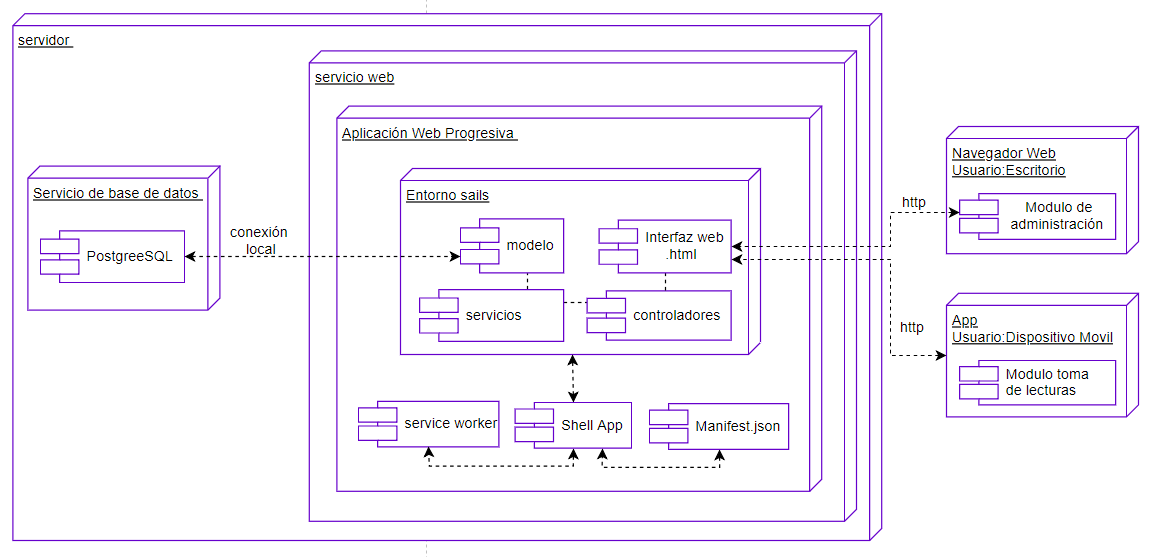 servidor
servicio web
Aplicación Web Progresiva
Servicio de base de datos
PostgreeSQL
conexión
local
Entorno sails
modelo
Interfaz web
.html
servicios
controladores
service worker
Shell App
Manifest.json
http
http
Navegador Web
Usuario:Escritorio
Modulo de
administración
App
Usuario:Dispositivo Movil
Modulo toma
de lecturas